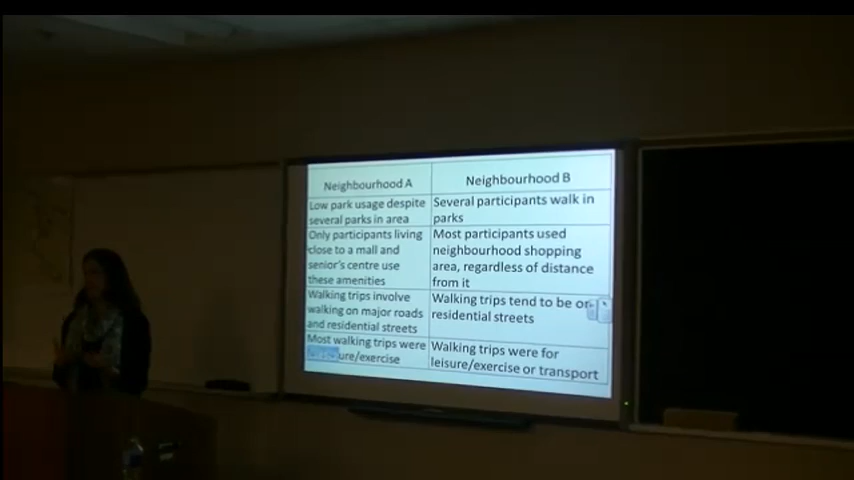 Neighbourhood A
Neighbourhood B
Low park usage despite
several parks in area
Several participants walk in
parks
Only participants living
close to a mall and
senior's centre use
these amenities
Most participants used
neighbourhood shopping
area, regardless of distance
from it
Walking trips involve
walking on major roads
and residential streets
Walking trips tend to be on
residential streets
Most walking trips were
ure/exercise
Walking trips were for
leisure/exercise or transport